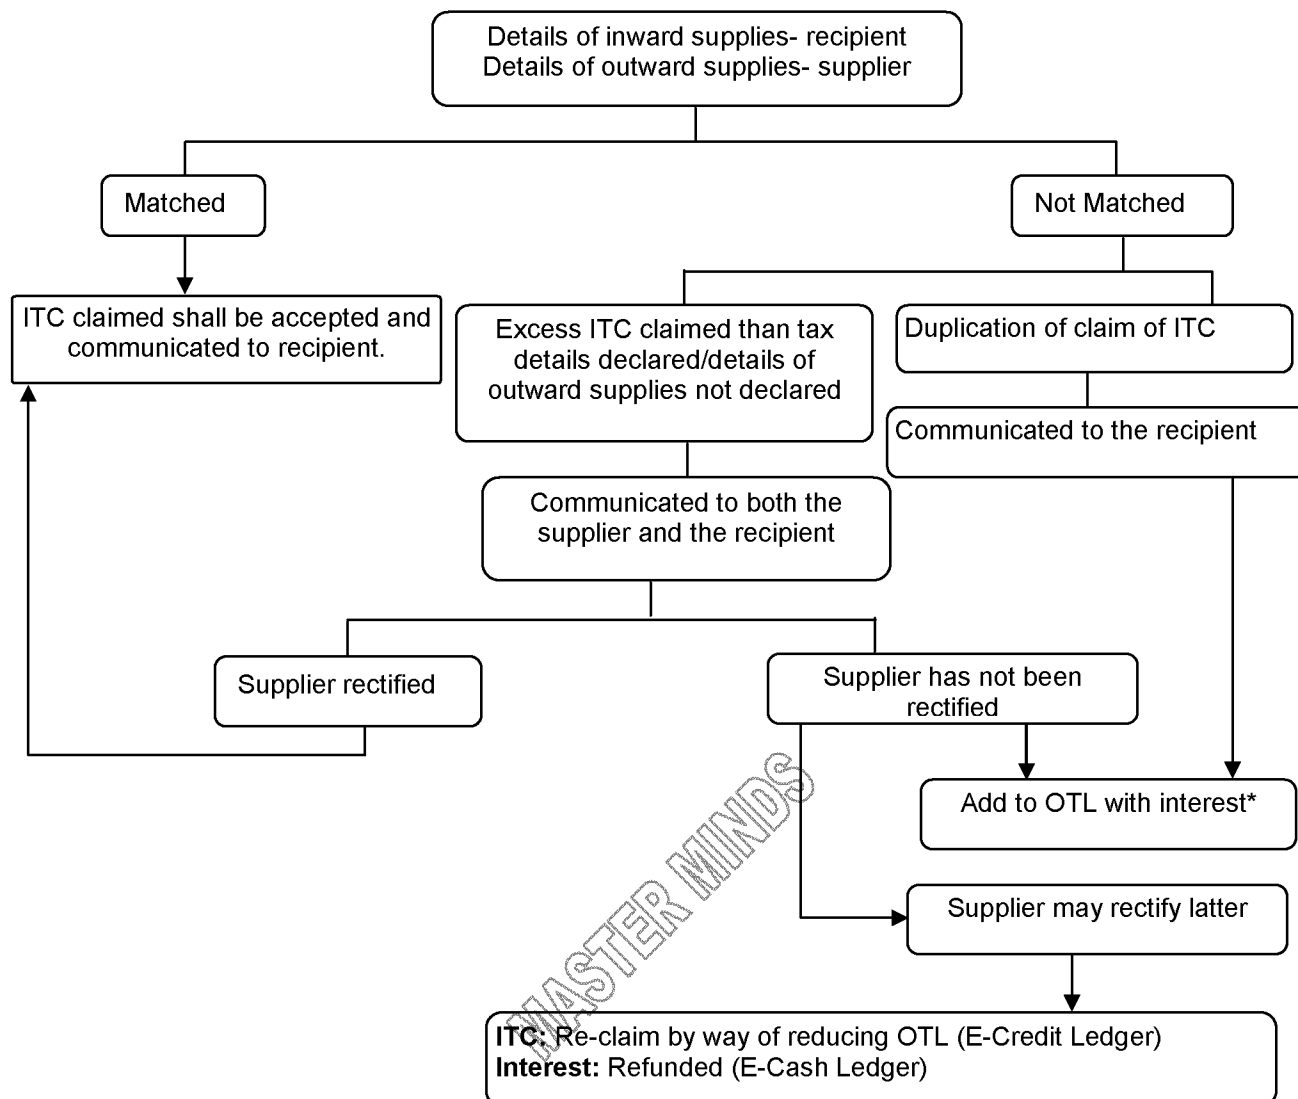 Details of inward supplies- recipient
Details of outward supplies- supplier
Matched
Not Matched
ITC claimed shall be accepted and
communicated to recipient.
Excess ITC claimed than tax
details declared/details of
outward supplies not declared
Duplication of claim of ITC
Communicated to the recipient
Communicated to both the
supplier and the recipient
Supplier rectified
Supplier has not been
rectified
Add to OTL with interest*
Supplier may rectify latter
MASTER MINDS
ITC: Re-claim by way of reducing OTL (E-Credit Ledger)
Interest: Refunded (E-Cash Ledger)